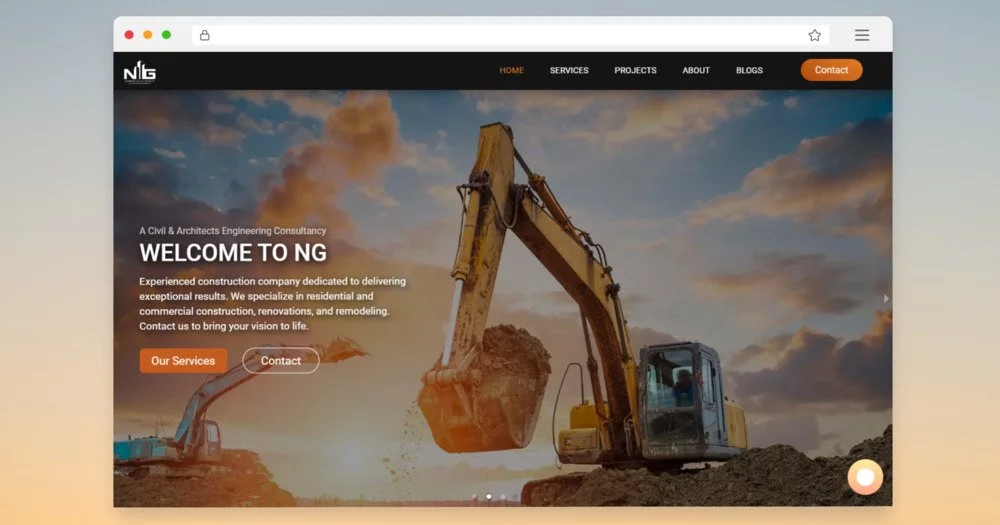 NG
HOME SERVICES PROJECTS ABOUT BLOGS Contact
A Civil & Architects Engineering Consultancy
WELCOME TO NG
Experienced construction company dedicated to delivering
exceptional results. We specialize in residential and
commercial construction, renovations, and remodeling.
Contact us to bring your vision to life.
Our Services Contact